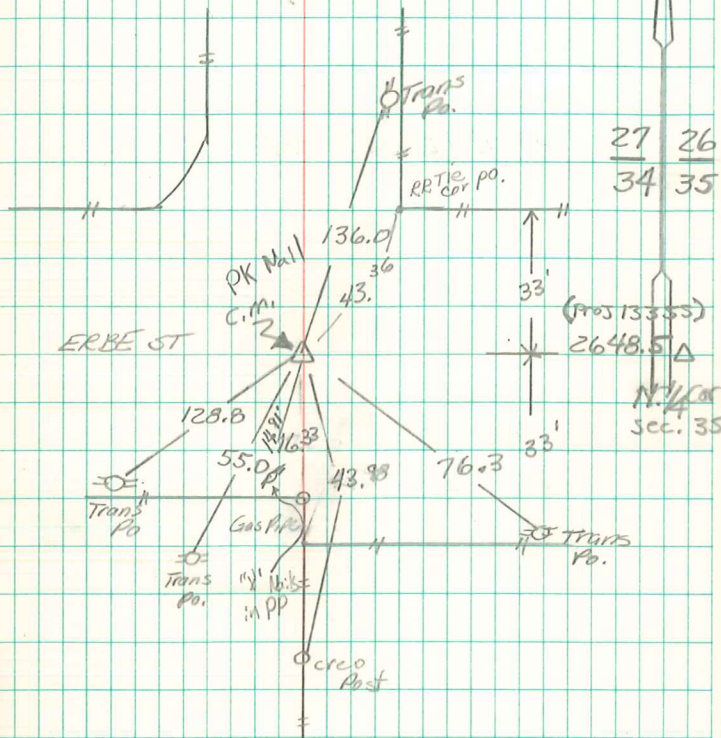 Trans
Po.
27 26
34 35
RR Tie
cor po.
136.0
PK Nail
C.M.
43.36
33'
(Proj 13355)
ERBE ST
2648.5
N. 1/4 Cor
Sec. 35
128.8
16.33
33'
55.0
43.98
76.3
Trans
Po
Gas Pipe
Trans
Po.
Trans
Po.
"X" Nails
in PP
creo
Post